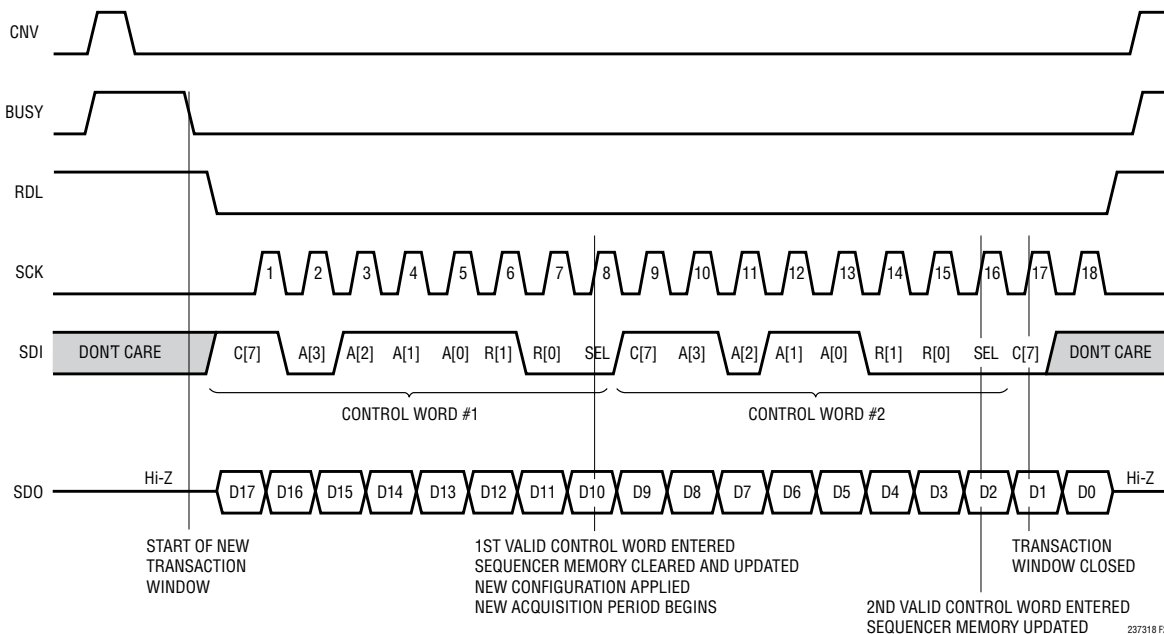 CNV
BUSY
RDL
SCK
1 2 3 4 5 6 7 8 9 10 11 12 13 14 15 16 17 18
SDI
DON'T CARE C[7] A[3] A[2] A[1] A[0] R[1] R[0] SEL C[7] A[3] A[2] A[1] A[0] R[1] R[0] SEL C[7] DON'T CARE
CONTROL WORD #1 CONTROL WORD #2
SDO
Hi-Z D17 D16 D15 D14 D13 D12 D11 D10 D9 D8 D7 D6 D5 D4 D3 D2 D1 D0 Hi-Z
START OF NEW
TRANSACTION
WINDOW
1ST VALID CONTROL WORD ENTERED
SEQUENCER MEMORY CLEARED AND UPDATED
NEW CONFIGURATION APPLIED
NEW ACQUISITION PERIOD BEGINS
TRANSACTION
WINDOW CLOSED
2ND VALID CONTROL WORD ENTERED
SEQUENCER MEMORY UPDATED